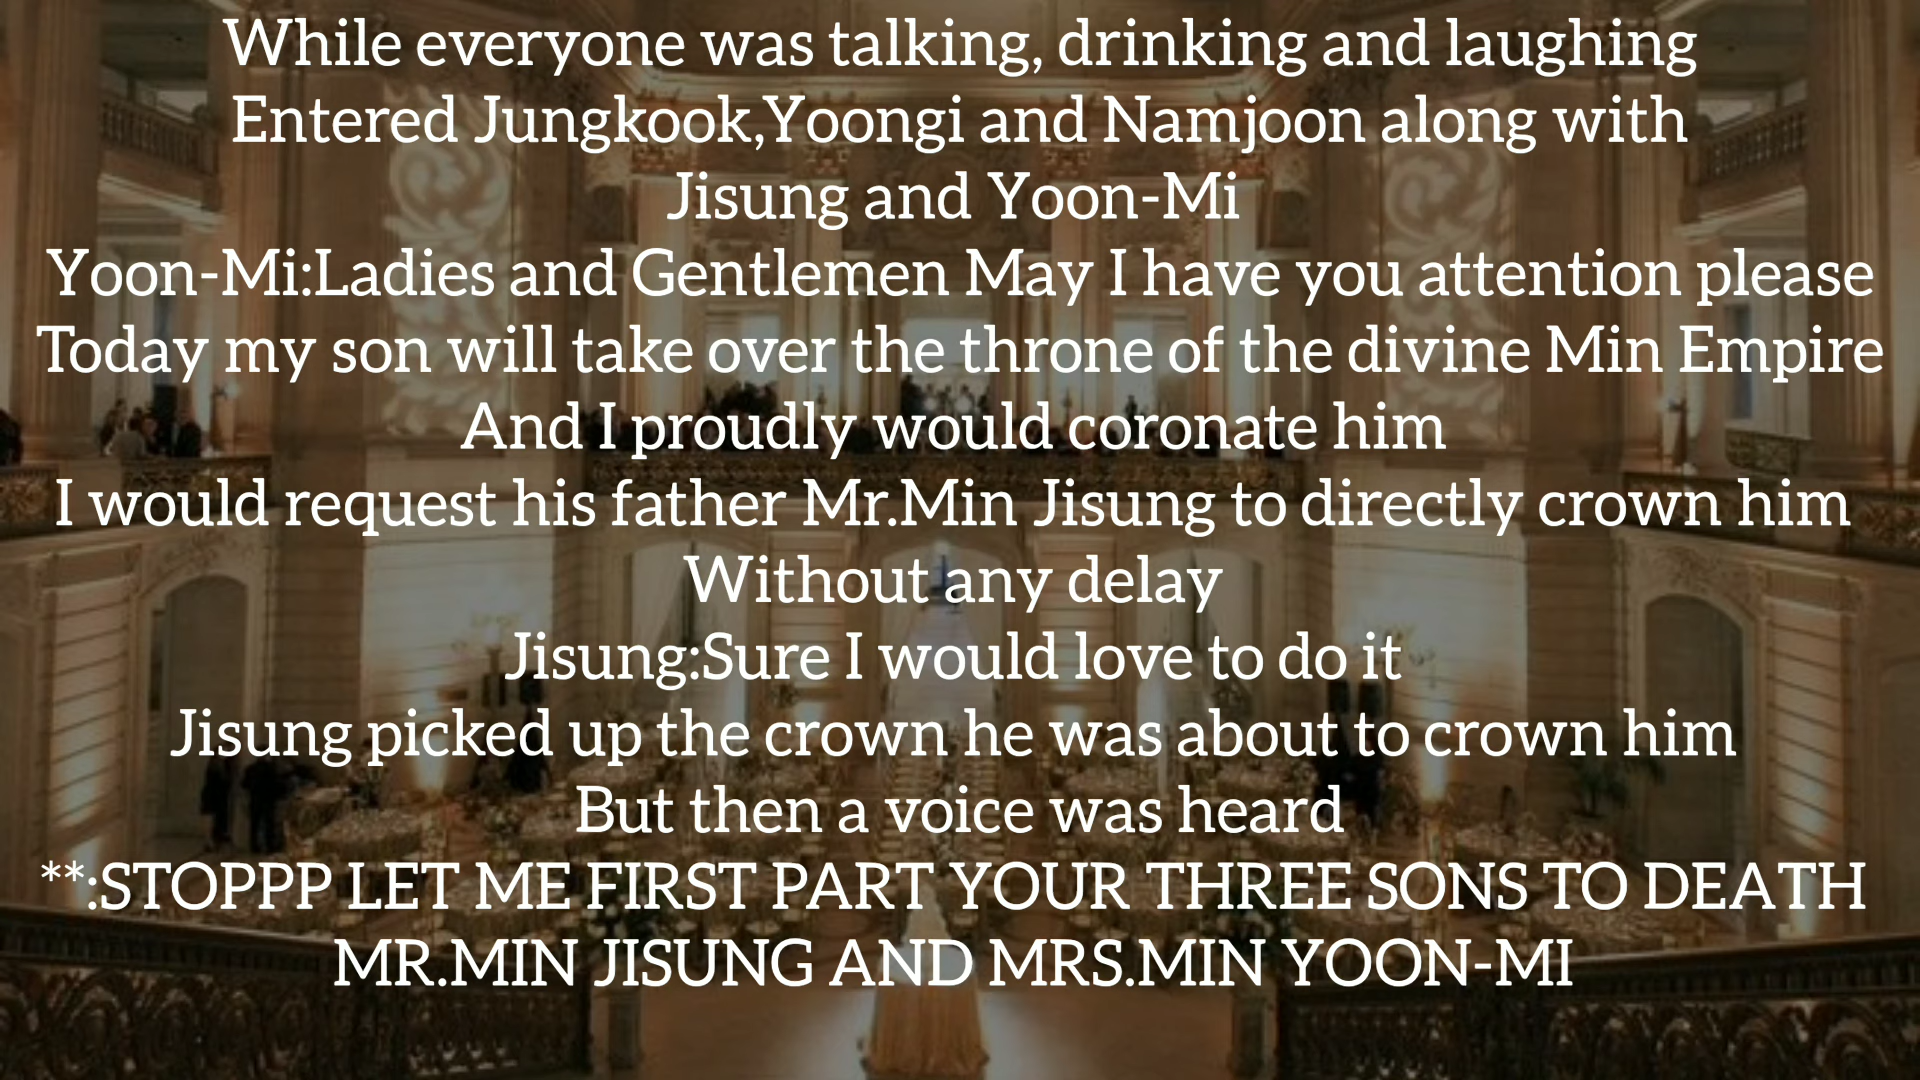 While everyone was talking, drinking and laughing
Entered Jungkook,Yoongi and Namjoon along with
Jisung and Yoon-Mi
Yoon-Mi:Ladies and Gentlemen May I have you attention please
Today my son will take over the throne of the divine Min Empire
And I proudly would coronate him
I would request his father Mr.Min Jisung to directly crown him
Without any delay
Jisung:Sure I would love to do it
Jisung picked up the crown he was about to crown him
But then a voice was heard
**:STOPPP LET ME FIRST PART YOUR THREE SONS TO DEATH
MR.MIN JISUNG AND MRS.MIN YOON-MI